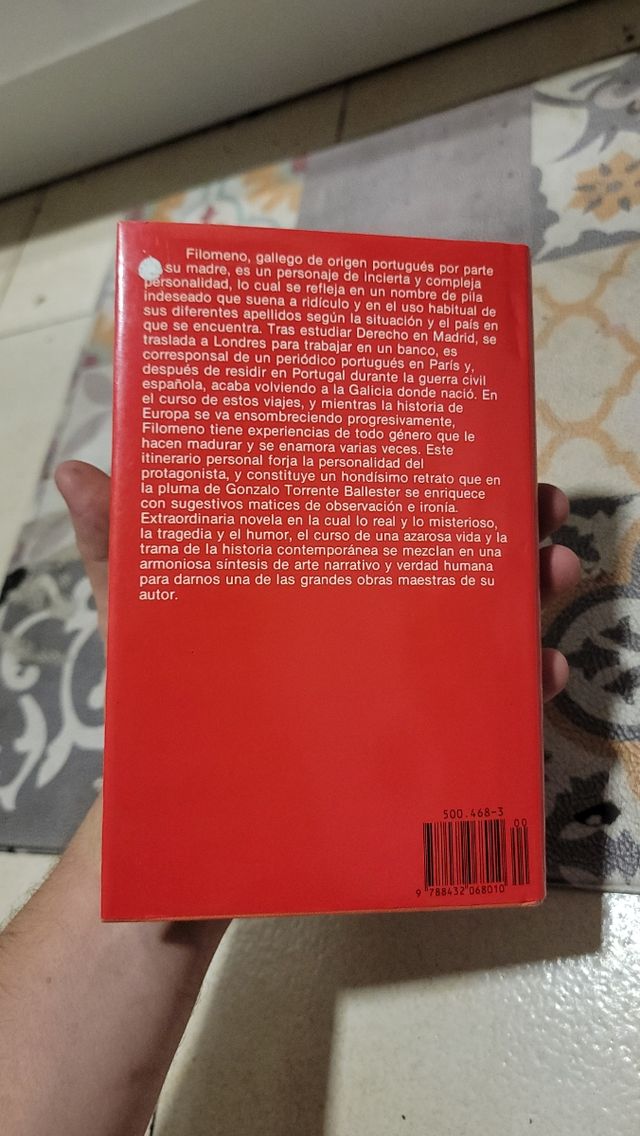 Filomeno, gallego de origen portugués por parte
su madre, es un personaje de incierta y compleja
personalidad, lo cual se refleja en un nombre de pila
indeseado que suena a ridículo y en el uso habitual de
sus diferentes apellidos según la situación y el país en
que se encuentra. Tras estudiar Derecho en Madrid, se
traslada a Londres para trabajar en un banco, es
corresponsal de un periódico portugués en París y,
después de residir en Portugal durante la guerra civil
española, acaba volviendo a la Galicia donde nació. En
el curso de estos viajes, y mientras la historia de
Europa se va ensombreciendo progresivamente,
Filomeno tiene experiencias de todo género que le
hacen madurar y se enamora varias veces. Este
itinerario personal forja la personalidad del
protagonista, y constituye un hondísimo retrato que en
la pluma de Gonzalo Torrente Ballester se enriquece
con sugestivos matices de observación e ironía.
Extraordinaria novela en la cual lo real y lo misterioso,
la tragedia y el humor, el curso de una azarosa vida y la
trama de la historia contemporánea se mezclan en una
armoniosa síntesis de arte narrativo y verdad humana
para darnos una de las grandes obras maestras de su
autor.
500.468-3
00
9 788432 068010